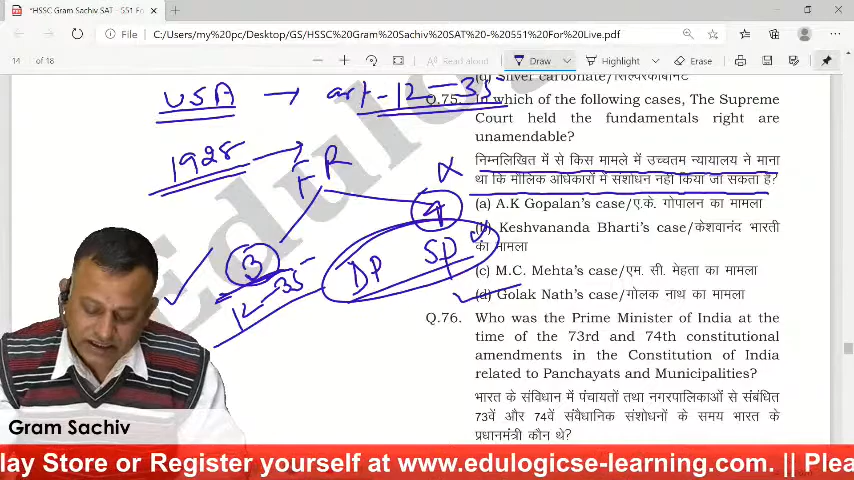 *HSSC Gram Sachiv SAT - 551 Fo
File
C:/Users/my%20pc/Desktop/GS/HSSC%20Gram%20Sachiv%20SAT%20-%20551%20For%20Live.pdf
14 of 18
Read aloud
Draw
Highlight
Erase
USA → art-12-35
1928 → FR
3
4
12-35
DP SP
(d) Silver carbonate/सिल्वरकार्बोनेट
Q.75. In which of the following cases, The Supreme
Court held the fundamentals right are
unamendable?
निम्नलिखित में से किस मामले में उच्चतम न्यायालय ने माना
था कि मौलिक अधिकारों में संशोधन नही किया जा सकता है?
(a) A.K Gopalan's case/ए.के. गोपालन का मामला
(b) Keshvananda Bharti's case/केशवानंद भारती
का मामला
(c) M.C. Mehta's case/एम. सी. मेहता का मामला
(d) Golak Nath's case/गोलक नाथ का मामला
Q.76. Who was the Prime Minister of India at the
time of the 73rd and 74th constitutional
amendments in the Constitution of India
related to Panchayats and Municipalities?
भारत के संविधान में पंचायतों तथा नगरपालिकाओं से संबंधित
73वें और 74वें संवैधानिक संशोधनों के समय भारत के
प्रधानमंत्री कौन थे?
Gram Sachiv
lay Store or Register yourself at www.edulogicse-learning.com. || Plea